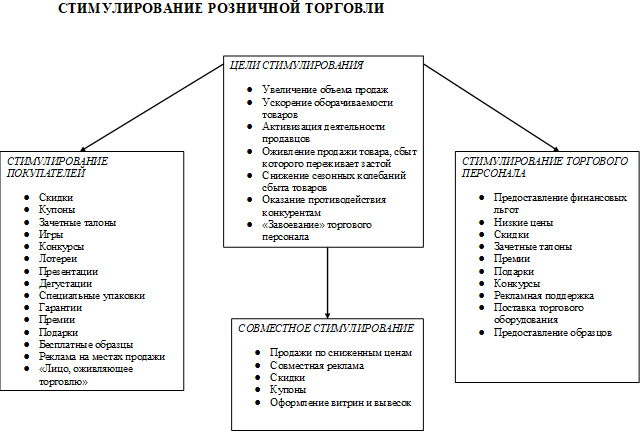 СТИМУЛИРОВАНИЕ РОЗНИЧНОЙ ТОРГОВЛИ
ЦЕЛИ СТИМУЛИРОВАНИЯ
● Увеличение объема продаж
● Ускорение оборачиваемости
товаров
● Активизация деятельности
продавцов
● Оживление продажи товара, сбыт
которого переживает застой
● Снижение сезонных колебаний
сбыта товаров
● Оказание противодействия
конкурентам
● «Завоевание» торгового
персонала
СТИМУЛИРОВАНИЕ
ПОКУПАТЕЛЕЙ
● Скидки
● Купоны
● Зачетные талоны
● Игры
● Конкурсы
● Лотереи
● Презентации
● Дегустации
● Специальные упаковки
● Гарантии
● Премии
● Подарки
● Бесплатные образцы
● Реклама на местах продажи
● «Лицо, оживляющее
торговлю»
СТИМУЛИРОВАНИЕ ТОРГОВОГО
ПЕРСОНАЛА
● Предоставление финансовых
льгот
● Низкие цены
● Скидки
● Зачетные талоны
● Премии
● Подарки
● Конкурсы
● Рекламная поддержка
● Поставка торгового
оборудования
● Предоставление образцов
СОВМЕСТНОЕ СТИМУЛИРОВАНИЕ
● Продажи по сниженным ценам
● Совместная реклама
● Скидки
● Купоны
● Оформление витрин и вывесок